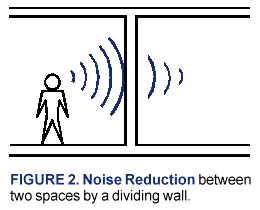 FIGURE 2. Noise Reduction between
two spaces by a dividing wall.